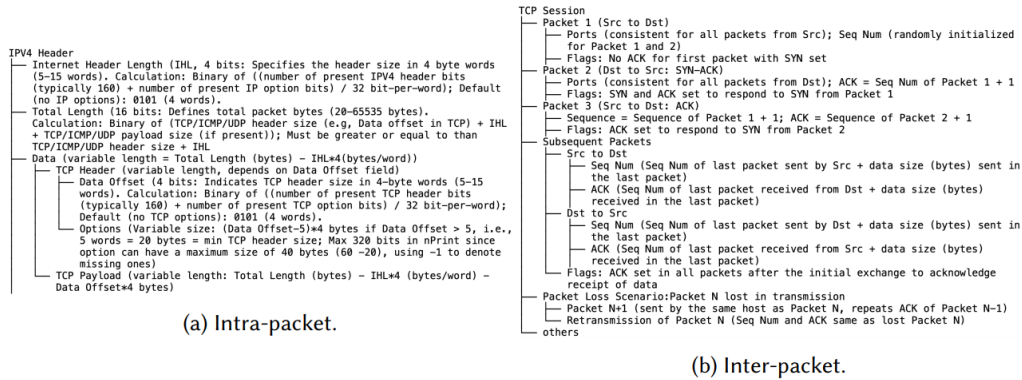 IPV4 Header
Internet Header Length (IHL, 4 bits: Specifies the header size in 4 byte words
(5–15 words). Calculation: Binary of ((number of present IPV4 header bits
(typically 160) + number of present IP option bits) / 32 bit-per-word); Default
(no IP options): 0101 (4 words).
Total Length (16 bits: Defines total packet bytes (20–65535 bytes).
Calculation: Binary of (TCP/ICMP/UDP header size (e.g, Data offset in TCP) + IHL
+ TCP/ICMP/UDP payload size (if present)); Must be greater or equal to than
TCP/ICMP/UDP header size + IHL
Data (variable length = Total Length (bytes) - IHL*4(bytes/word))
TCP Header (variable length, depends on Data Offset field)
Data Offset (4 bits: Indicates TCP header size in 4-byte words (5-15
words). Calculation: Binary of ((number of present TCP header bits
(typically 160) + number of present TCP option bits) / 32 bit-per-word);
Default (no TCP options): 0101 (4 words).
Options (Variable size: (Data Offset-5)*4 bytes if Data Offset > 5, i.e.,
5 words = 20 bytes = min TCP header size; Max 320 bits in nPrint since
option can have a maximum size of 40 bytes (60 -20), using -1 to denote
missing ones)
TCP Payload (variable length: Total Length (bytes) - IHL*4 (bytes/word) -
Data Offset*4 bytes)
(a) Intra-packet.
TCP Session
Packet 1 (Src to Dst)
Ports (consistent for all packets from Src); Seq Num (randomly initialized
for Packet 1 and 2)
Flags: No ACK for first packet with SYN set
Packet 2 (Dst to Src: SYN-ACK)
Ports (consistent for all packets from Dst); ACK = Seq Num of Packet 1 + 1
Flags: SYN and ACK set to respond to SYN from Packet 1
Packet 3 (Src to Dst: ACK)
Sequence = Sequence of Packet 1 + 1; ACK = Sequence of Packet 2 + 1
Flags: ACK set to respond to SYN from Packet 2
Subsequent Packets
Src to Dst
Seq Num (Seq Num of last packet sent by Src + data size (bytes) sent in
the last packet)
ACK (Seq Num of last packet received from Dst + data size (bytes)
received in the last packet)
Dst to Src
Seq Num (Seq Num of last packet sent by Dst + data size (bytes) sent in
the last packet)
ACK (Seq Num of last packet received from Src + data size (bytes)
received in the last packet)
Flags: ACK set in all packets after the initial exchange to acknowledge
receipt of data
Packet Loss Scenario:Packet N lost in transmission
Packet N+1 (sent by the same host as Packet N, repeats ACK of Packet N-1)
Retransmission of Packet N (Seq Num and ACK same as lost Packet N)
others
(b) Inter-packet.